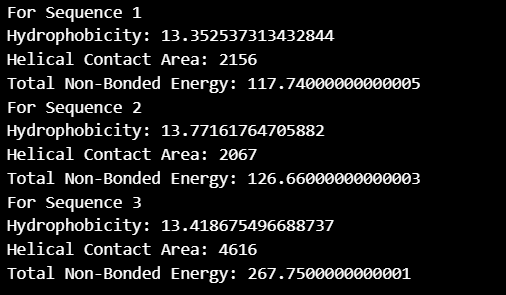 For Sequence 1
Hydrophobicity: 13.352537313432844
Helical Contact Area: 2156
Total Non-Bonded Energy: 117.74000000000005
For Sequence 2
Hydrophobicity: 13.77161764705882
Helical Contact Area: 2067
Total Non-Bonded Energy: 126.66000000000003
For Sequence 3
Hydrophobicity: 13.418675496688737
Helical Contact Area: 4616
Total Non-Bonded Energy: 267.7500000000001